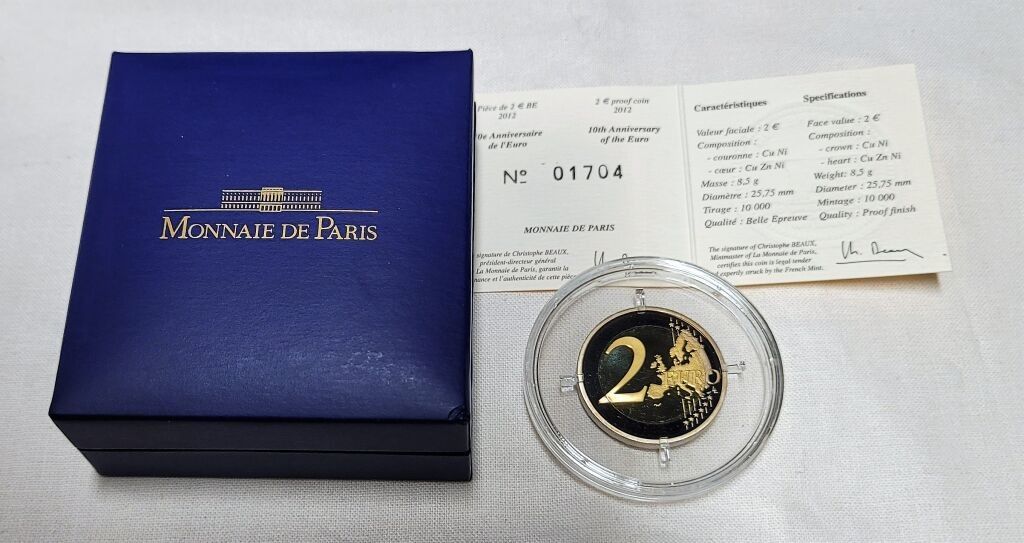 MONNAIE DE PARIS
Pièce de 2 € BE
2012
10e Anniversaire
de l'Euro
2 € proof coin
2012
10th Anniversary
of the Euro
Nº 01704
MONNAIE DE PARIS
signature de Christophe BEAUX,
président-directeur général
La Monnaie de Paris, garantit la
et l'authenticité de cette pièce
Caractéristiques
Valeur faciale : 2 €
Composition :
- couronne : Cu Ni
- cœur : Cu Zn Ni
Masse : 8,5 g
Diamètre : 25,75 mm
Tirage : 10 000
Qualité : Belle Epreuve
Specifications
Face value : 2 €
Composition :
- crown : Cu Ni
- heart : Cu Zn Ni
Weight: 8,5 g
Diameter : 25,75 mm
Mintage : 10 000
Quality : Proof finish
The signature of Christophe BEAUX,
Mintmaster of La Monnaie de Paris,
certifies this coin is legal tender
expertly struck by the French Mint.
2 EURO